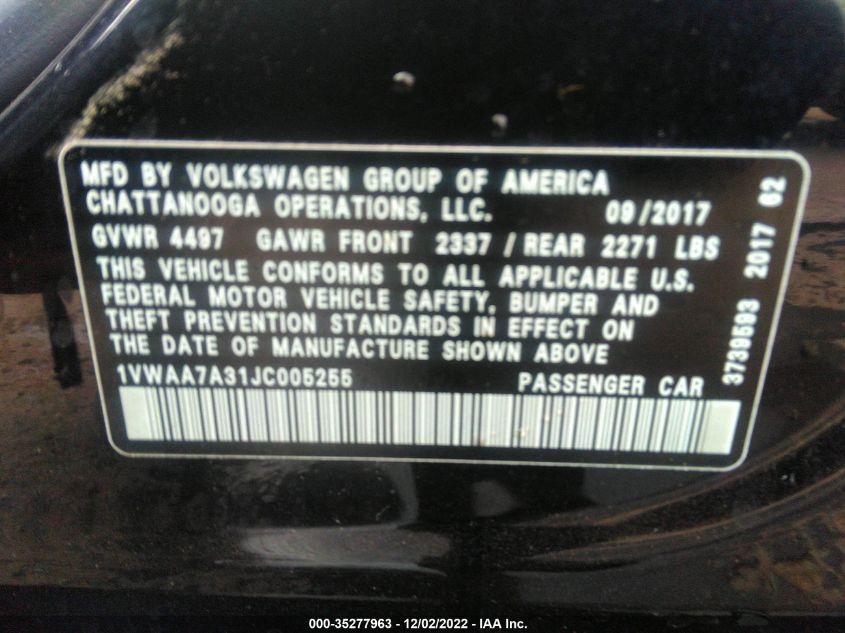 MFD BY VOLKSWAGEN GROUP OF AMERICA
CHATTANOOGA OPERATIONS, LLC. 09/2017
GVWR 4497 GAWR FRONT 2337 / REAR 2271 LBS
THIS VEHICLE CONFORMS TO ALL APPLICABLE U.S.
FEDERAL MOTOR VEHICLE SAFETY, BUMPER AND
THEFT PREVENTION STANDARDS IN EFFECT ON
THE DATE OF MANUFACTURE SHOWN ABOVE
1VWAA7A31JC005255 PASSENGER CAR
3739593 2017 62
000-35277963 - 12/02/2022 - IAA Inc.